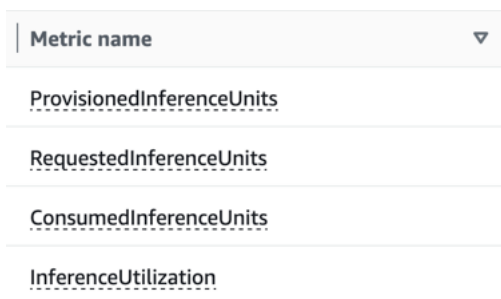 Metric name
ProvisionedInferenceUnits
RequestedInferenceUnits
ConsumedInferenceUnits
InferenceUtilization